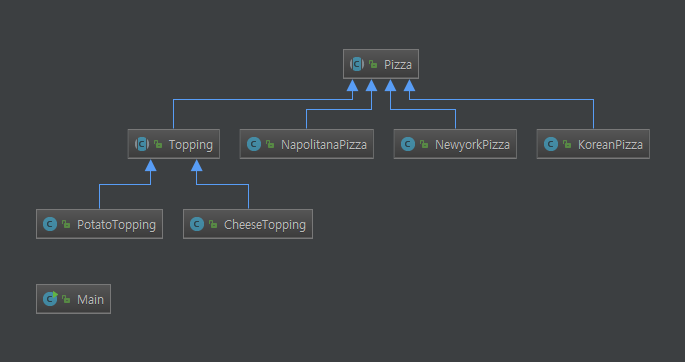 Pizza
Topping
NapolitanaPizza
NewyorkPizza
KoreanPizza
PotatoTopping
CheeseTopping
Main